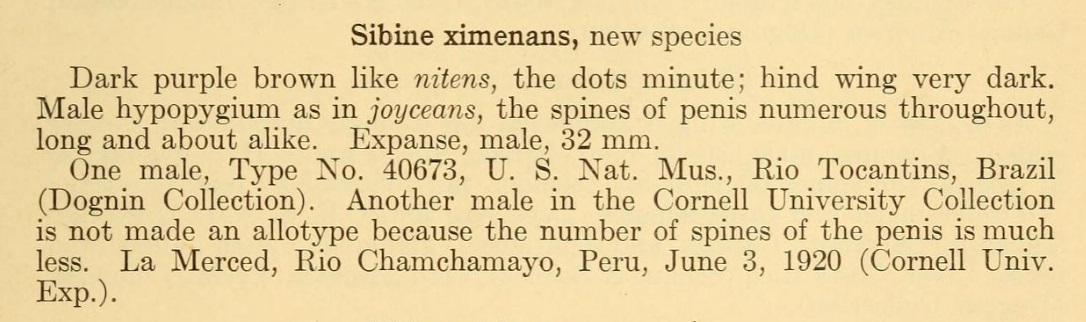 Sibine ximenans, new species
Dark purple brown like nitens, the dots minute; hind wing very dark.
Male hypopygium as in joyceans, the spines of penis numerous throughout,
long and about alike. Expanse, male, 32 mm.
One male, Type No. 40673, U. S. Nat. Mus., Rio Tocantins, Brazil
(Dognin Collection). Another male in the Cornell University Collection
is not made an allotype because the number of spines of the penis is much
less. La Merced, Rio Chamchamayo, Peru, June 3, 1920 (Cornell Univ.
Exp.).